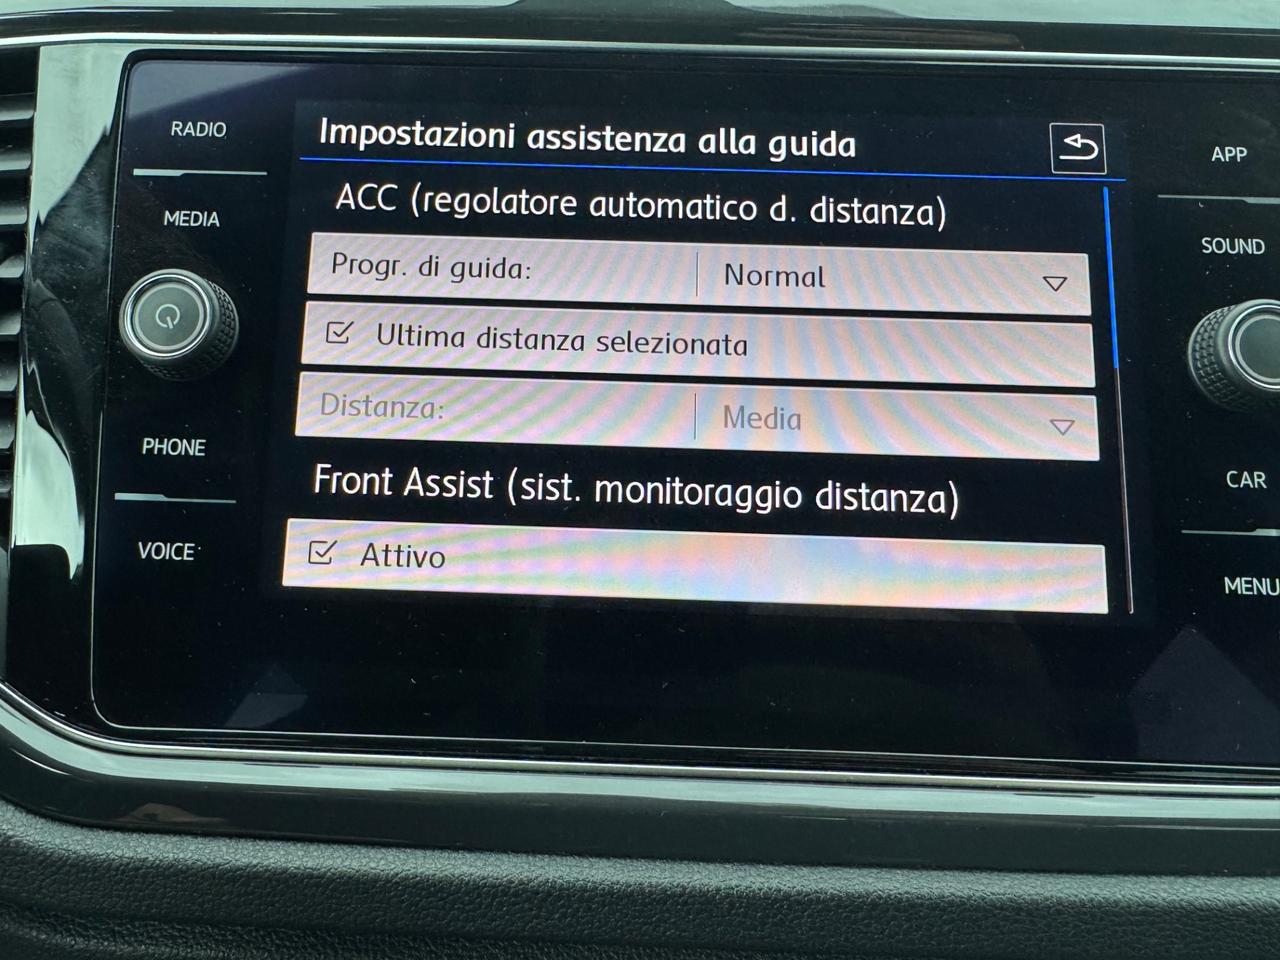 RADIO
MEDIA
PHONE
VOICE
Impostazioni assistenza alla guida
ACC (regolatore automatico d. distanza)
Progr. di guida: Normal
Ultima distanza selezionata
Distanza: Media
Front Assist (sist. monitoraggio distanza)
Attivo
APP
SOUND
CAR
MENU